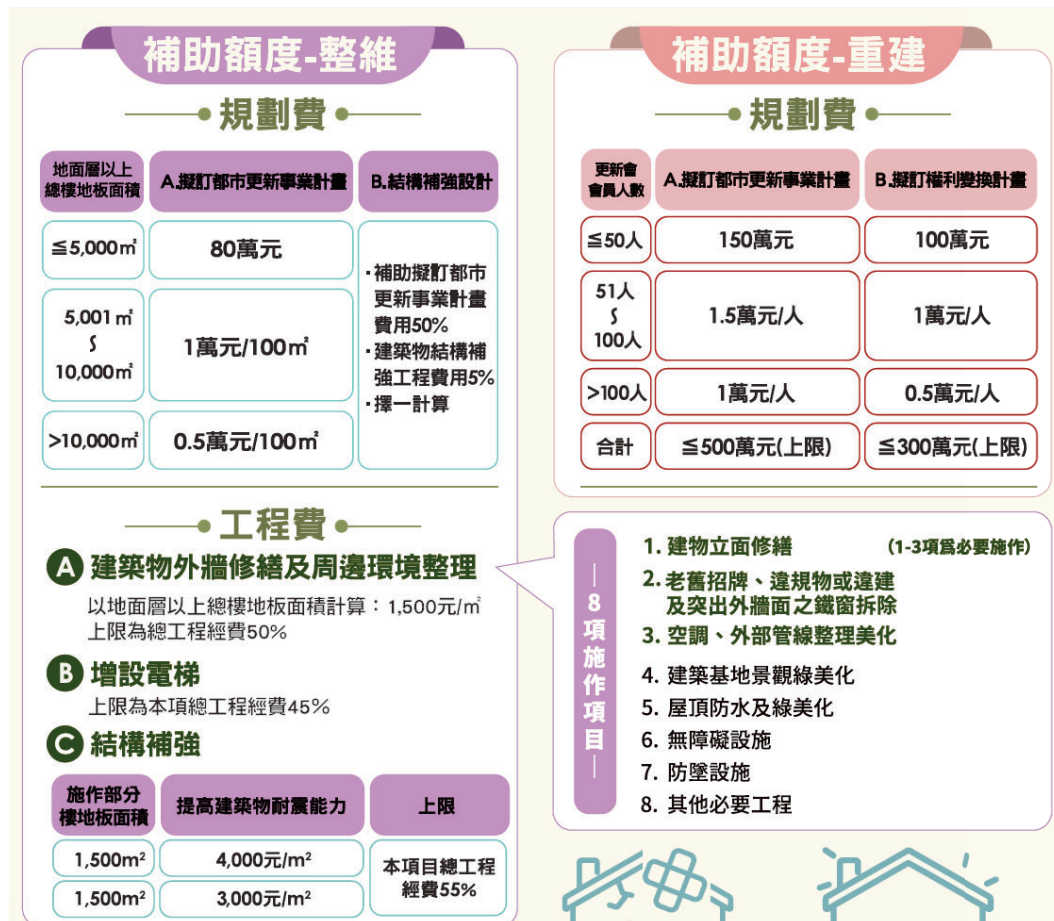 補助額度-整維
規劃費
地面層以上
總樓地板面積
A.擬訂都市更新事業計畫
B.結構補強設計
≦5,000㎡
80萬元
5,001㎡
∫
10,000㎡
1萬元/100㎡
>10,000㎡
0.5萬元/100㎡
·補助擬訂都市
更新事業計畫
費用50%
·建築物結構補
強工程費用5%
·擇一計算
工程費
A 建築物外牆修繕及周邊環境整理
以地面層以上總樓地板面積計算：1,500元/㎡
上限為總工程經費50%
B 增設電梯
上限為本項總工程經費45%
C 結構補強
施作部分
樓地板面積
提高建築物耐震能力
上限
1,500m²
4,000元/m²
1,500m²
3,000元/m²
本項目總工程
經費55%
補助額度-重建
規劃費
更新會
會員人數
A.擬訂都市更新事業計畫
B.擬訂權利變換計畫
≦50人
150萬元
100萬元
51人
∫
100人
1.5萬元/人
1萬元/人
>100人
1萬元/人
0.5萬元/人
合計
≦500萬元(上限)
≦300萬元(上限)
8項施作項目
1. 建物立面修繕 (1-3項為必要施作)
2. 老舊招牌、違規物或違建
及突出外牆面之鐵窗拆除
3. 空調、外部管線整理美化
4. 建築基地景觀綠美化
5. 屋頂防水及綠美化
6. 無障礙設施
7. 防墜設施
8. 其他必要工程